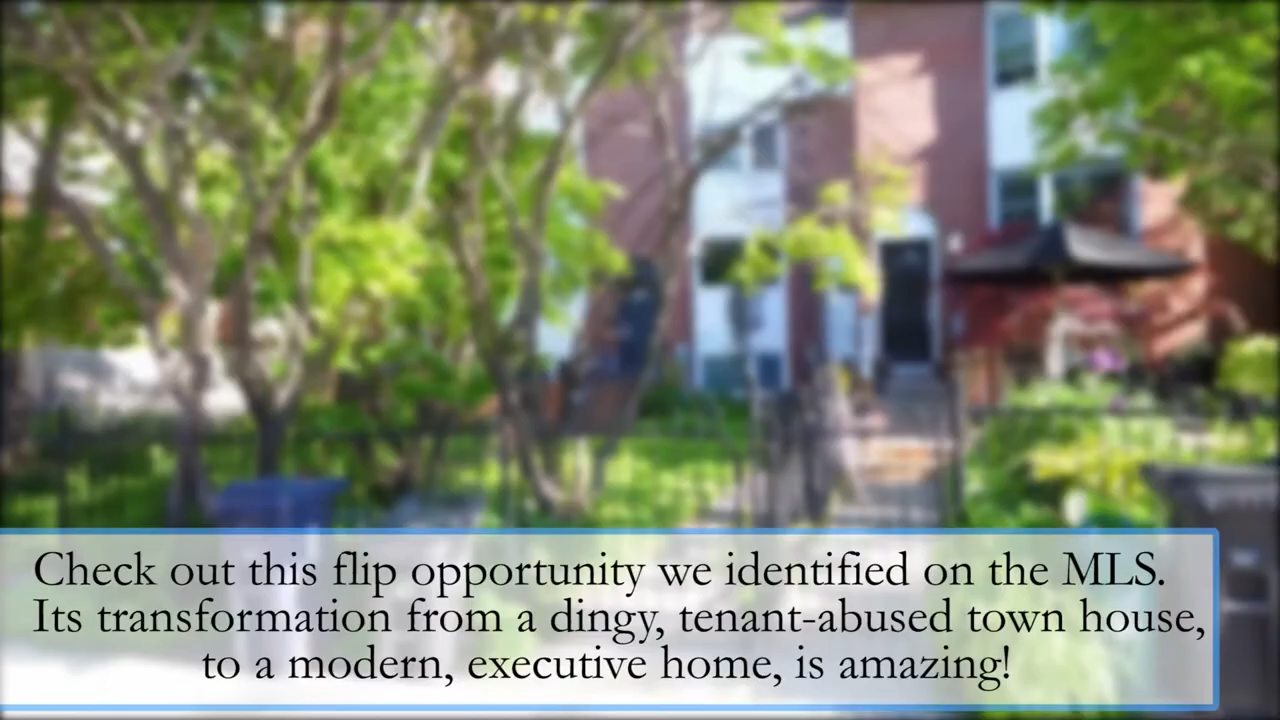 Check out this flip opportunity we identified on the MLS.
Its transformation from a dingy, tenant-abused town house,
to a modern, executive home, is amazing!